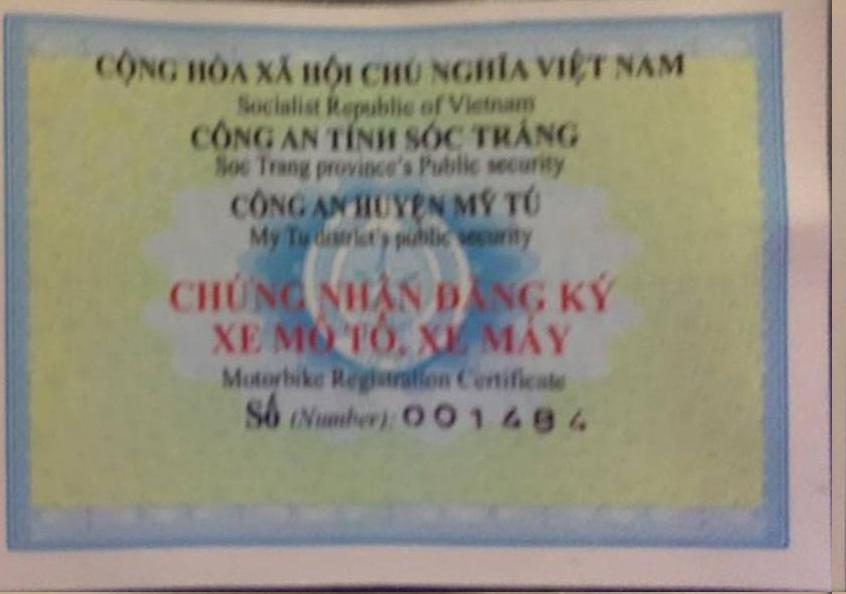 CỘNG HÒA XÃ HỘI CHỦ NGHĨA VIỆT NAM
Socialist Republic of Vietnam
CÔNG AN TỈNH SÓC TRĂNG
Soc Trang province's Public security
CÔNG AN HUYỆN MỸ TÚ
My Tu district's public security
CHỨNG NHẬN ĐĂNG KÝ
XE MÔ TÔ, XE MÁY
Motorbike Registration Certificate
Số (Number):